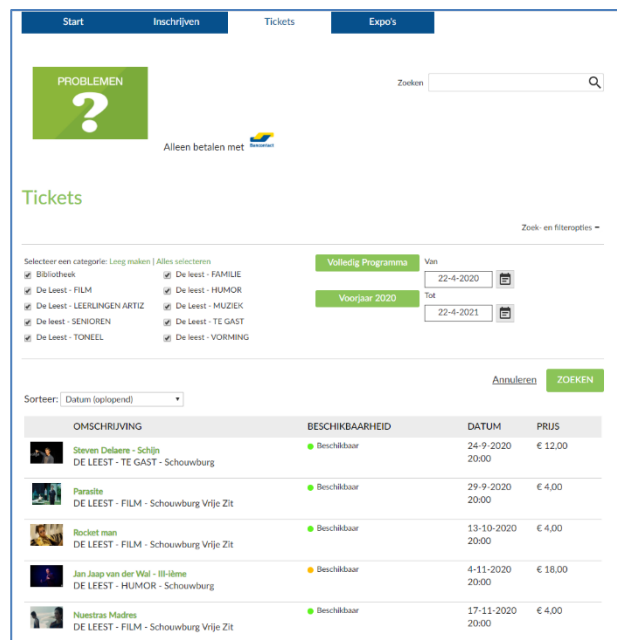 Start Inschrijven Tickets Expo's
PROBLEMEN
?
Zoeken
Alleen betalen met Bancontact
Tickets
Zoek- en filteropties −
Selecteer een categorie: Leeg maken | Alles selecteren
Bibliotheek De leest - FAMILIE
De Leest - FILM De leest - HUMOR
De Leest - LEERLINGEN ARTIZ De Leest - MUZIEK
De leest - SENIOREN De Leest - TE GAST
De Leest - TONEEL De leest - VORMING
Volledig Programma
Voorjaar 2020
Van
22-4-2020
Tot
22-4-2021
Annuleren ZOEKEN
Sorteer: Datum (oplopend)
OMSCHRIJVING BESCHIKBAARHEID DATUM PRIJS
Steven Delaere - Schijn Beschikbaar 24-9-2020 € 12,00
DE LEEST - TE GAST - Schouwburg 20:00
Parasite Beschikbaar 29-9-2020 € 4,00
DE LEEST - FILM - Schouwburg Vrije Zit 20:00
Rocket man Beschikbaar 13-10-2020 € 4,00
DE LEEST - FILM - Schouwburg Vrije Zit 20:00
Jan Jaap van der Wal - III-ième Beschikbaar 4-11-2020 € 18,00
DE LEEST - HUMOR - Schouwburg 20:00
Nuestras Madres Beschikbaar 17-11-2020 € 4,00
DE LEEST - FILM - Schouwburg Vrije Zit 20:00